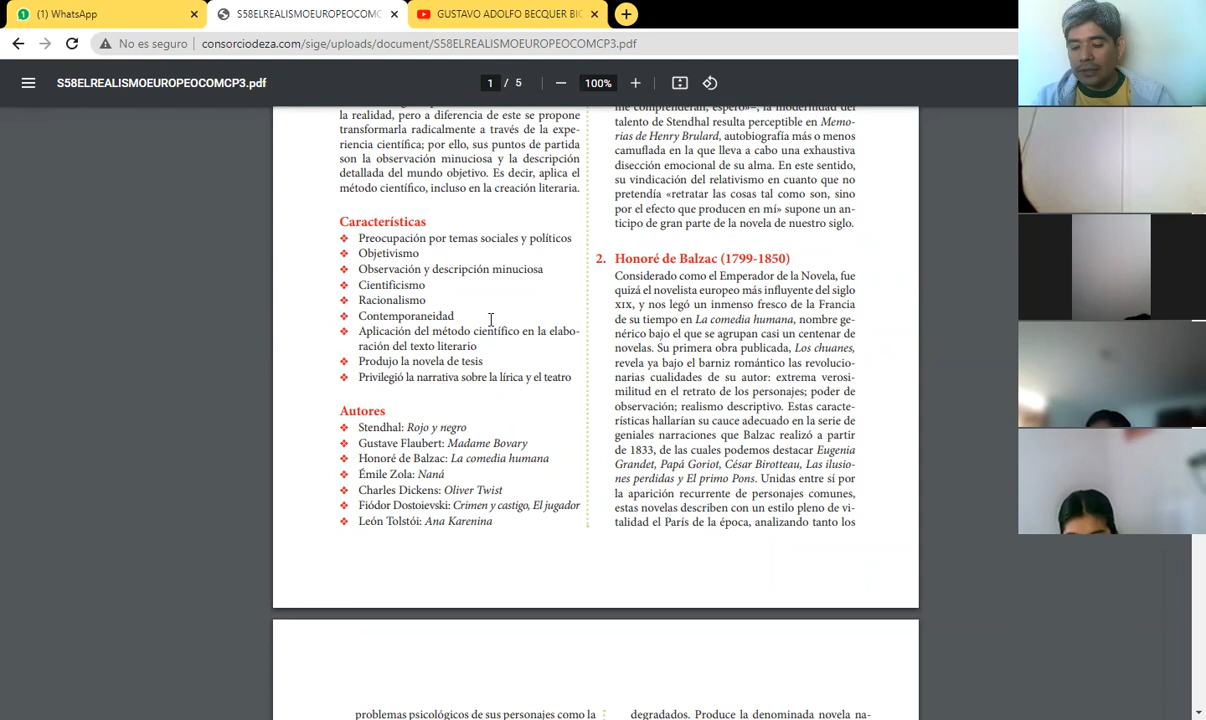 (1) WhatsApp
S58ELREALISMOEUROPEOCOM
GUSTAVO ADOLFO BECQUER BI
No es seguro
consorciodeza.com/sige/uploads/document/S58ELREALISMOEUROPEOCOMCP3.pdf
S58ELREALISMOEUROPEOCOMCP3.pdf
1 / 5
100%
la realidad, pero a diferencia de este se propone
transformarla radicalmente a través de la expe-
riencia científica; por ello, sus puntos de partida
son la observación minuciosa y la descripción
detallada del mundo objetivo. Es decir, aplica el
método científico, incluso en la creación literaria.
Características
Preocupación por temas sociales y políticos
Objetivismo
Observación y descripción minuciosa
Cientificismo
Racionalismo
Contemporaneidad
Aplicación del método científico en la elabo-
ración del texto literario
Produjo la novela de tesis
Privilegió la narrativa sobre la lírica y el teatro
Autores
Stendhal: Rojo y negro
Gustave Flaubert: Madame Bovary
Honoré de Balzac: La comedia humana
Émile Zola: Naná
Charles Dickens: Oliver Twist
Fiódor Dostoievski: Crimen y castigo, El jugador
León Tolstói: Ana Karenina
me comprenderán, espero»–, la modernidad del
talento de Stendhal resulta perceptible en Memo-
rias de Henry Brulard, autobiografía más o menos
camuflada en la que lleva a cabo una exhaustiva
disección emocional de su alma. En este sentido,
su vindicación del relativismo en cuanto que no
pretendía «retratar las cosas tal como son, sino
por el efecto que producen en mí» supone un an-
ticipo de gran parte de la novela de nuestro siglo.
2. Honoré de Balzac (1799-1850)
Considerado como el Emperador de la Novela, fue
quizá el novelista europeo más influyente del siglo
XIX, y nos legó un inmenso fresco de la Francia
de su tiempo en La comedia humana, nombre ge-
nérico bajo el que se agrupan casi un centenar de
novelas. Su primera obra publicada, Los chuanes,
revela ya bajo el barniz romántico las revolucio-
narias cualidades de su autor: extrema verosi-
militud en el retrato de los personajes; poder de
observación; realismo descriptivo. Estas caracte-
rísticas hallarían su cauce adecuado en la serie de
geniales narraciones que Balzac realizó a partir
de 1833, de las cuales podemos destacar Eugenia
Grandet, Papá Goriot, César Birotteau, Las ilusio-
nes perdidas y El primo Pons. Unidas entre sí por
la aparición recurrente de personajes comunes,
estas novelas describen con un estilo pleno de vi-
talidad el París de la época, analizando tanto los
problemas psicológicos de sus personajes como la
degradados. Produce la denominada novela na-